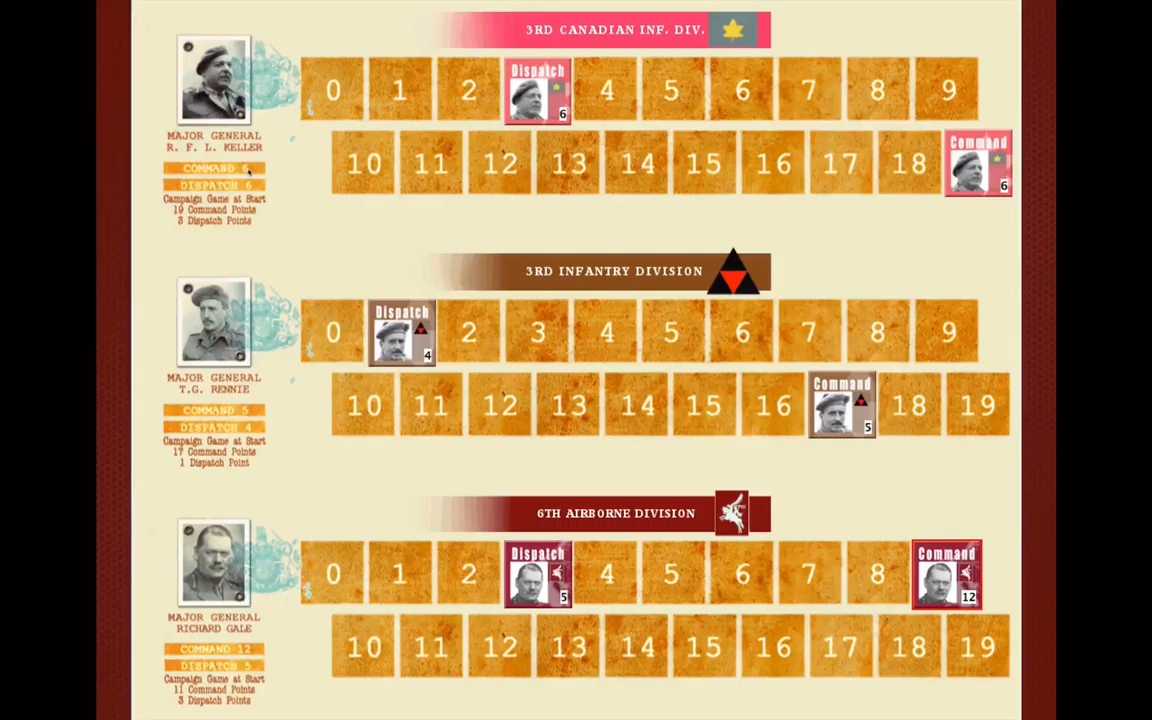 3RD CANADIAN INF. DIV.
0 1 2 Dispatch 6 4 5 6 7 8 9
10 11 12 13 14 15 16 17 18 Command 6
MAJOR GENERAL
R. F. L. KELLER
COMMAND 6
DISPATCH 6
Campaign Game at Start
19 Command Points
3 Dispatch Points
3RD INFANTRY DIVISION
0 Dispatch 4 2 3 4 5 6 7 8 9
10 11 12 13 14 15 16 Command 5 18 19
MAJOR GENERAL
T.G. RENNIE
COMMAND 5
DISPATCH 4
Campaign Game at Start
17 Command Points
1 Dispatch Point
6TH AIRBORNE DIVISION
0 1 2 Dispatch 5 4 5 6 7 8 Command 12
10 11 12 13 14 15 16 17 18 19
MAJOR GENERAL
RICHARD GALE
COMMAND 12
DISPATCH 5
Campaign Game at Start
11 Command Points
3 Dispatch Points